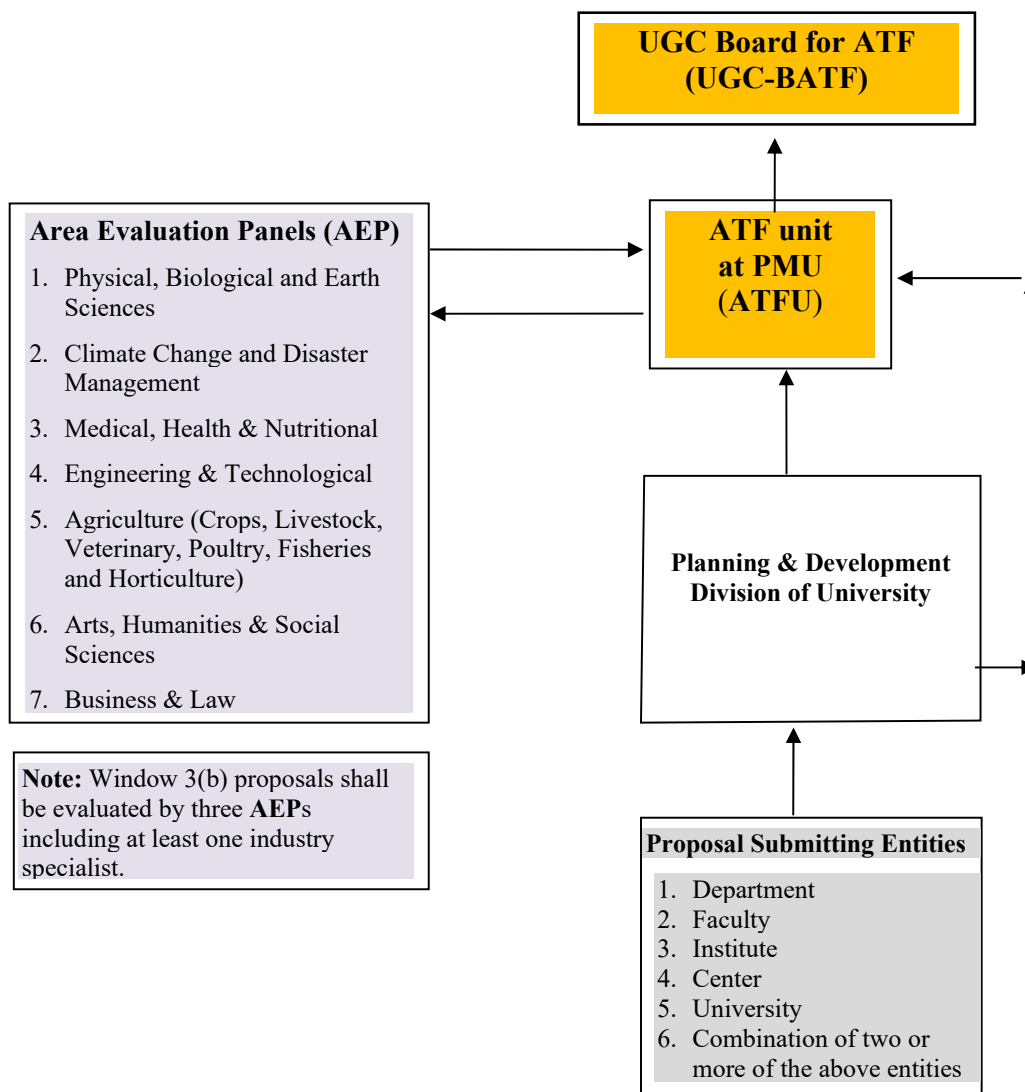 UGC Board for ATF
(UGC-BATF)
Area Evaluation Panels (AEP)
1. Physical, Biological and Earth
Sciences
2. Climate Change and Disaster
Management
3. Medical, Health & Nutritional
4. Engineering & Technological
5. Agriculture (Crops, Livestock,
Veterinary, Poultry, Fisheries
and Horticulture)
6. Arts, Humanities & Social
Sciences
7. Business & Law
ATF unit
at PMU
(ATFU)
Planning & Development
Division of University
Note: Window 3(b) proposals shall
be evaluated by three AEPs
including at least one industry
specialist.
Proposal Submitting Entities
1. Department
2. Faculty
3. Institute
4. Center
5. University
6. Combination of two or
more of the above entities